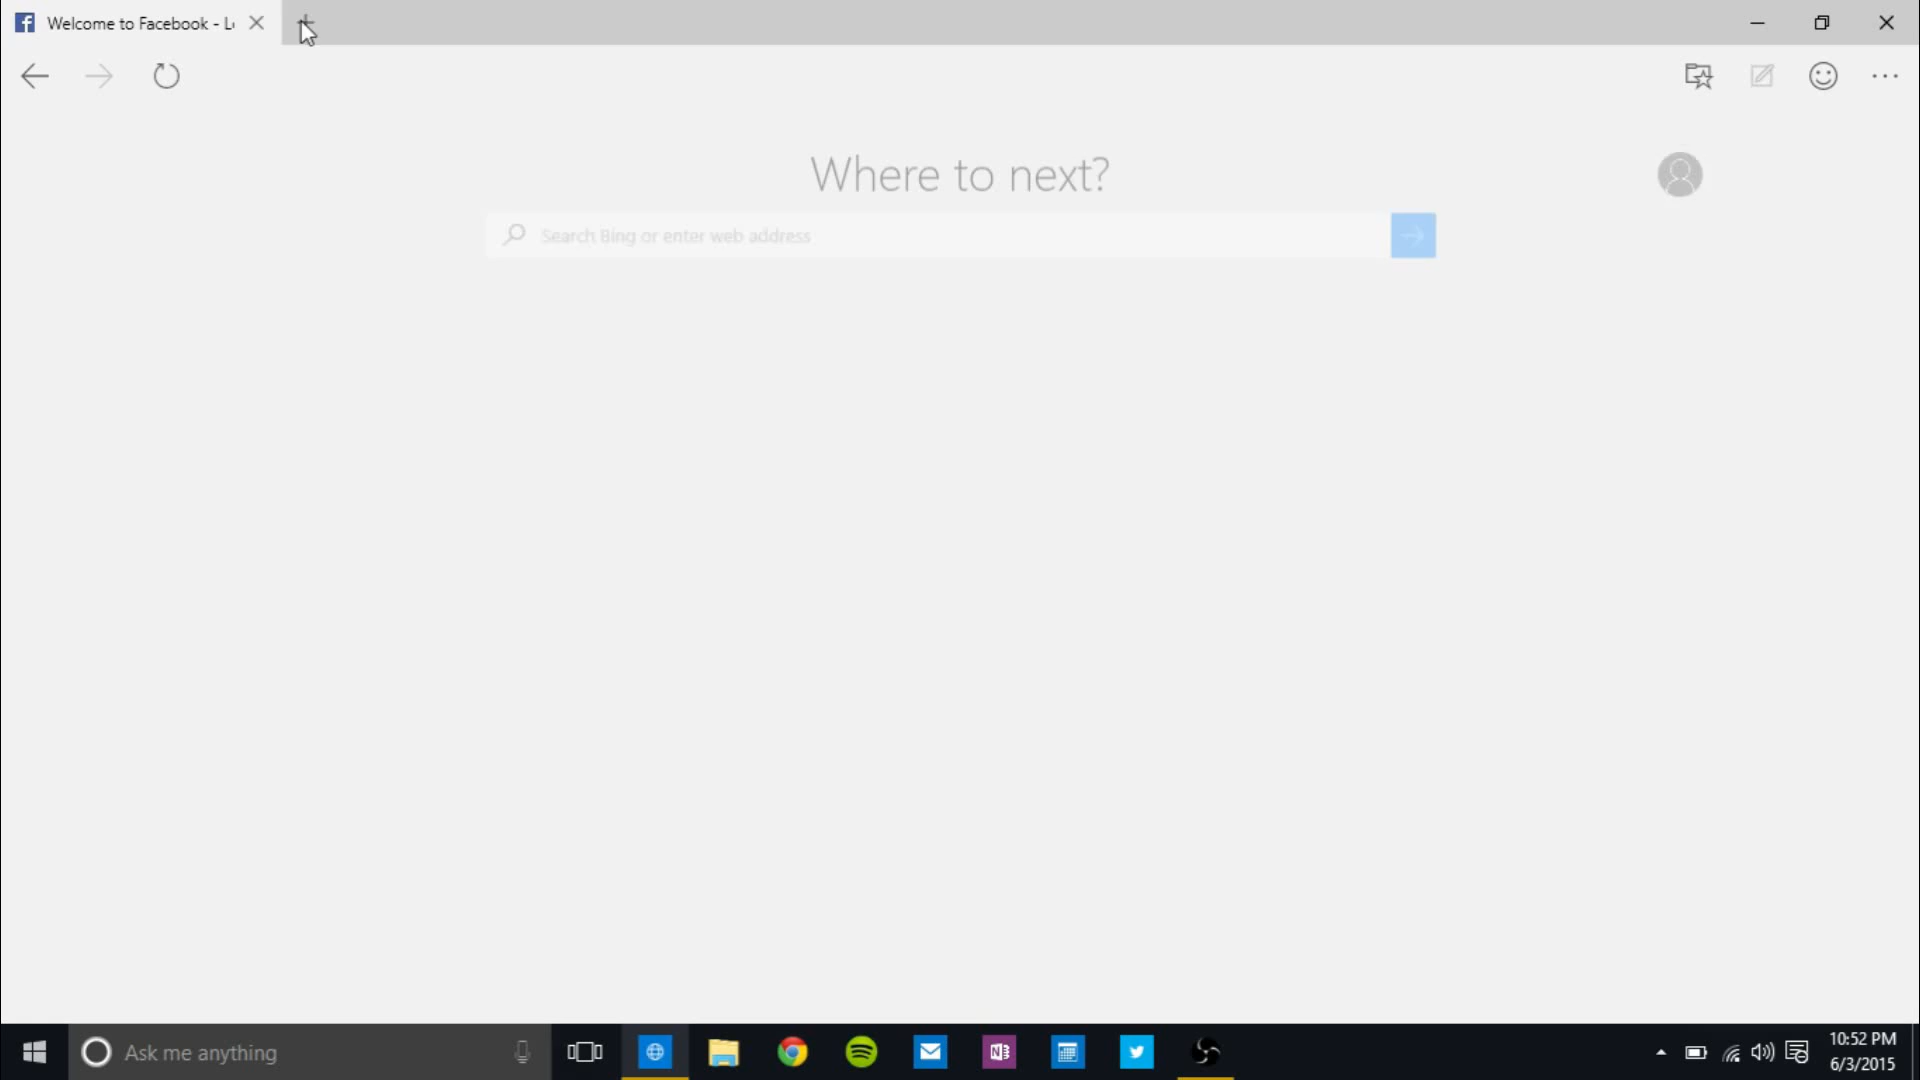 Welcome to Facebook - L
Where to next?
Search Bing or enter web address
Ask me anything
10:52 PM
6/3/2015